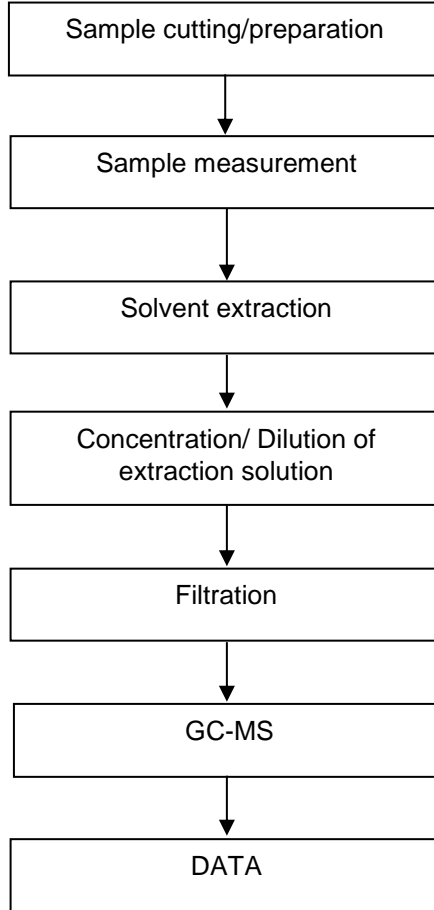 Sample cutting/preparation
Sample measurement
Solvent extraction
Concentration/ Dilution of
extraction solution
Filtration
GC-MS
DATA